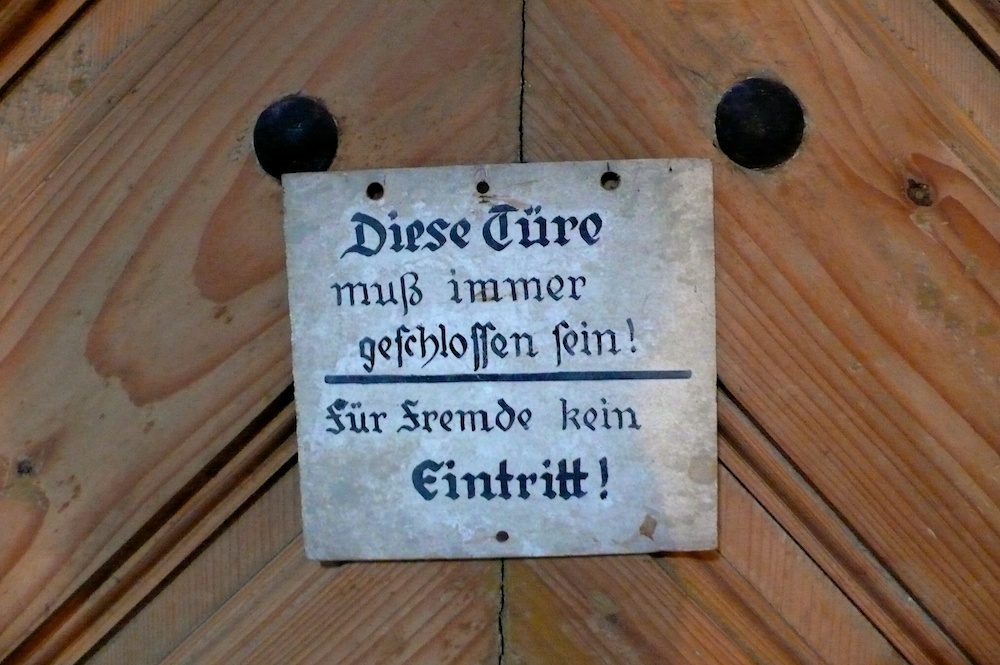 Diese Türe
muß immer
geschlossen sein!
Für Fremde kein
Eintritt!